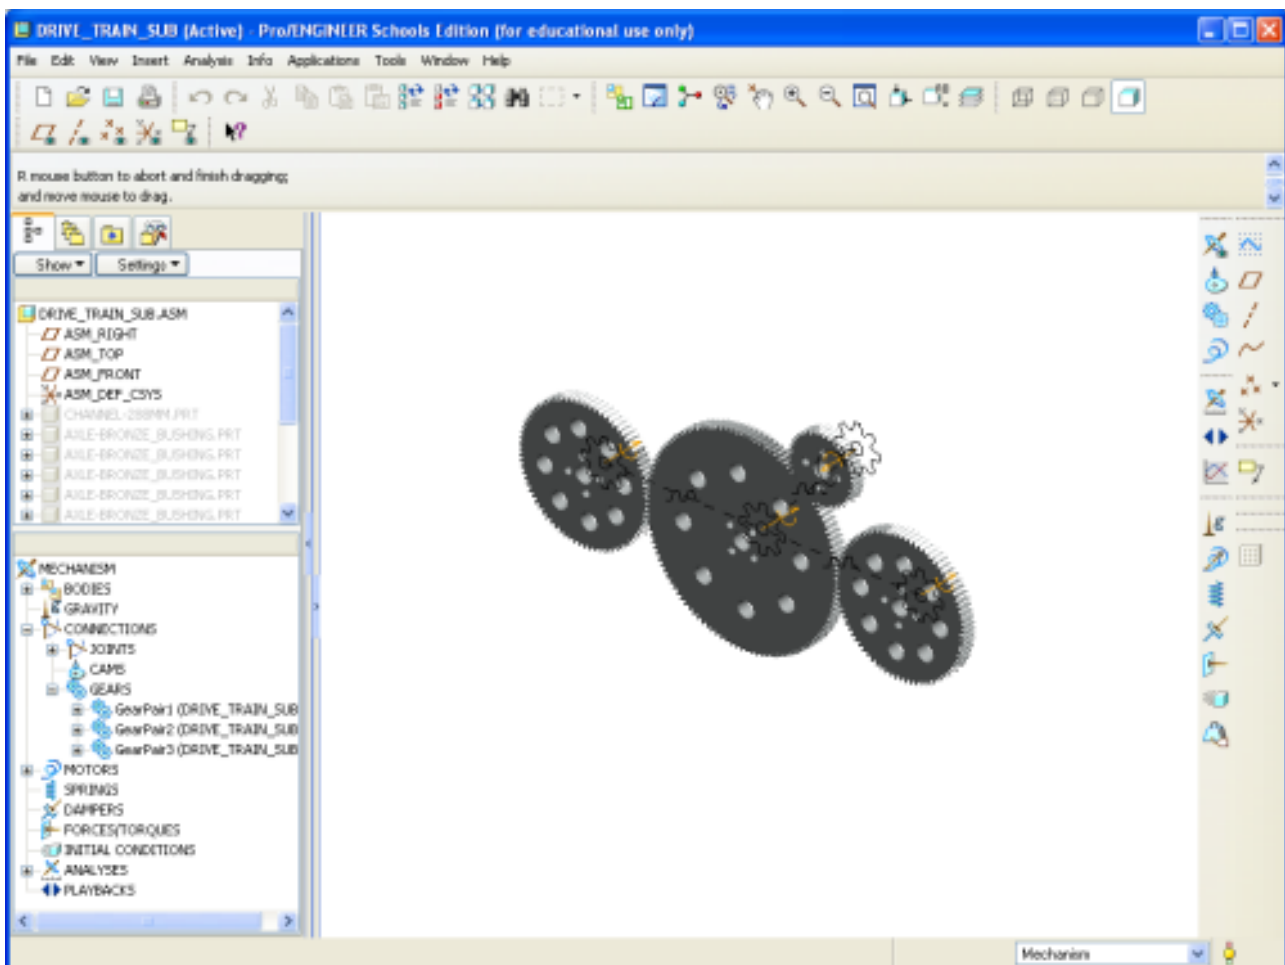 DRIVE_TRAIN_SUB (Active) - Pro/ENGINEER Schools Edition (for educational use only)
File Edit View Insert Analysis Info Applications Tools Window Help
R mouse button to abort and finish dragging;
and move mouse to drag.
Show Settings
DRIVE_TRAIN_SUB.ASM
ASM_RIGHT
ASM_TOP
ASM_FRONT
ASM_DEF_CSYS
CHANNEL-288MM.PRT
AXLE-BRONZE_BUSHING.PRT
AXLE-BRONZE_BUSHING.PRT
AXLE-BRONZE_BUSHING.PRT
AXLE-BRONZE_BUSHING.PRT
AXLE-BRONZE_BUSHING.PRT
MECHANISM
BODIES
GRAVITY
CONNECTIONS
JOINTS
CAMS
GEARS
GearPair1 (DRIVE_TRAIN_SUB
GearPair2 (DRIVE_TRAIN_SUB
GearPair3 (DRIVE_TRAIN_SUB
MOTORS
SPRINGS
DAMPERS
FORCES/TORQUES
INITIAL CONDITIONS
ANALYSES
PLAYBACKS
Mechanism